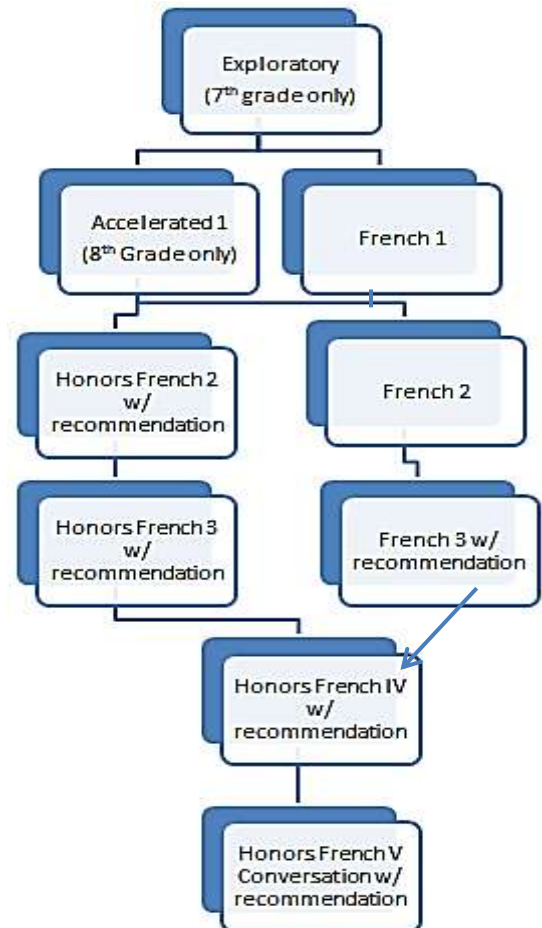 Exploratory
(7th grade only)
Accellerated 1
(8th Grade only)
French 1
Honors French 2
w/
recommendation
French 2
Honors French 3
w/
recommendation
French 3 w/
recommendation
Honors French IV
w/
recommendation
Honors French V
Conversation w/
recommendation